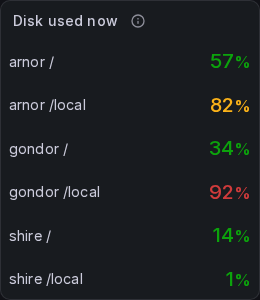 Disk used now
arnor / 57%
arnor /local 82%
gondor / 34%
gondor /local 92%
shire / 14%
shire /local 1%